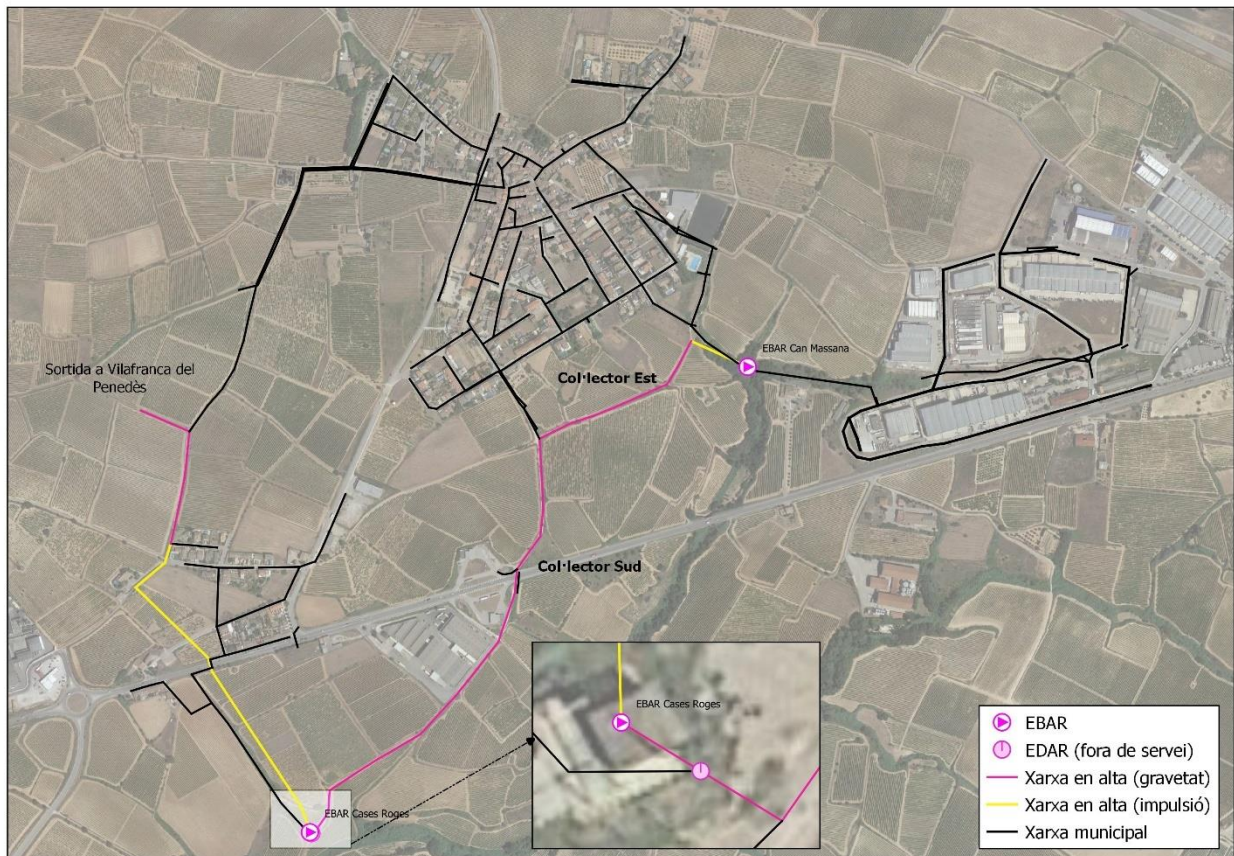 EBAR Can Massana
Sortida a Vilafranca del
Penedès
Col·lector Est
Col·lector Sud
EBAR Cases Roges
EBAR Cases Roges
EBAR
EDAR (fora de servei)
Xarxa en alta (gravetat)
Xarxa en alta (impulsió)
Xarxa municipal